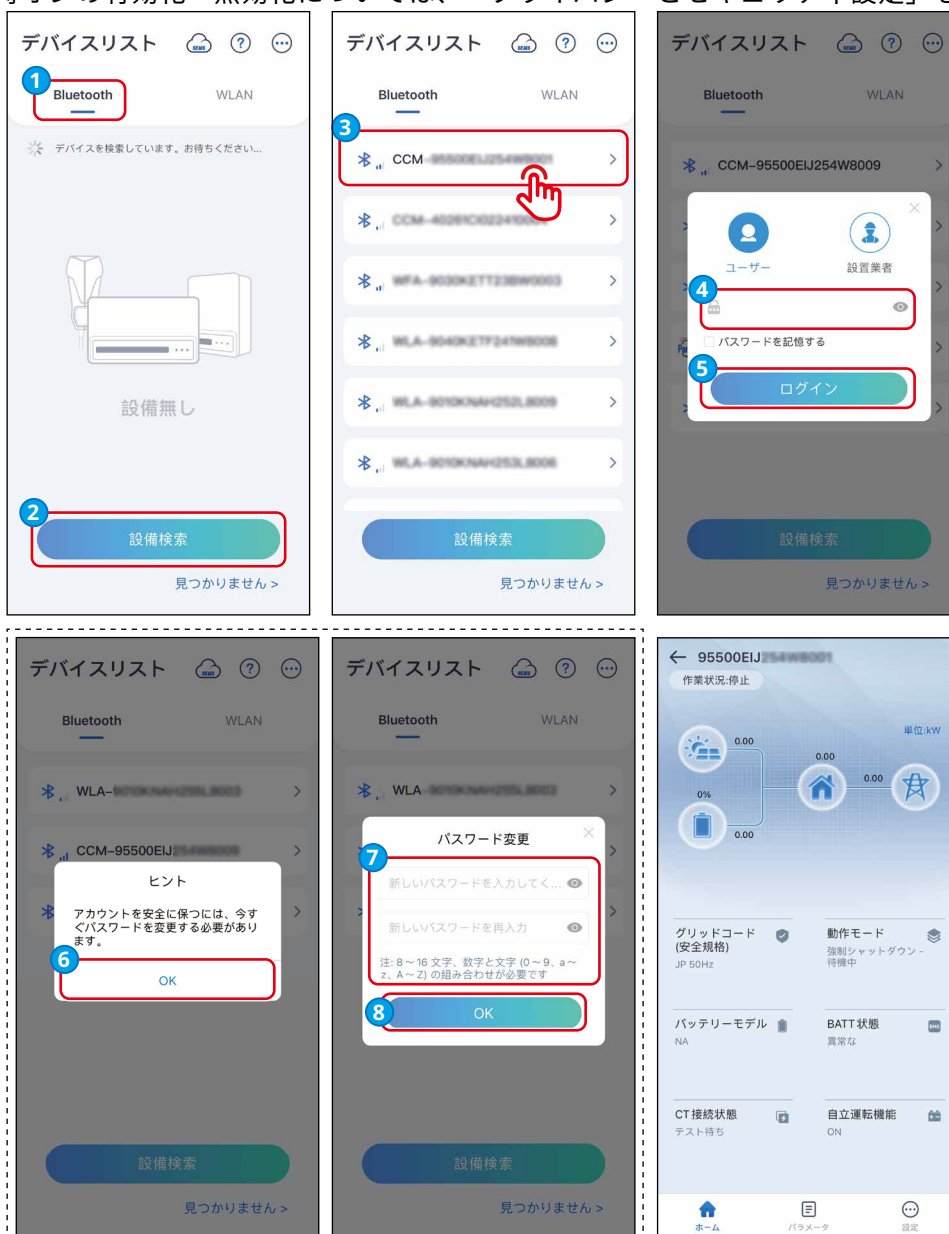 デバイスリスト SEMS ?
1
Bluetooth WLAN
デバイスを検索しています。お待ちください...
設備無し
2
設備検索
見つかりません >
デバイスリスト SEMS ?
Bluetooth WLAN
3
CCM
設備検索
見つかりません >
デバイスリスト SEMS ?
Bluetooth WLAN
CCM-95500EIJ254W8009
ユーザー 設置業者
4
パスワードを記憶する
5
ログイン
設備検索
見つかりません >
デバイスリスト SEMS ?
Bluetooth WLAN
WLA-
CCM-95500EIJ
ヒント
アカウントを安全に保つには、今す
ぐパスワードを変更する必要があり
ます。
6
OK
設備検索
見つかりません >
デバイスリスト SEMS ?
Bluetooth WLAN
WLA
パスワード変更
7
新しいパスワードを入力してく...
新しいパスワードを再入力
注: 8～16 文字、数字と文字 (0～9、a～
z、A～Z) の組み合わせが必要です
8
OK
設備検索
見つかりません >
95500EIJ
作業状況:停止
単位:kW
0.00
0.00
0.00
0%
0.00
グリッドコード
(安全規格)
JP 50Hz
動作モード
強制シャットダウン -
待機中
バッテリーモデル
NA
BATT 状態
異常な
CT 接続状態
テスト待ち
自立運転機能
ON
ホーム パラメータ 設定